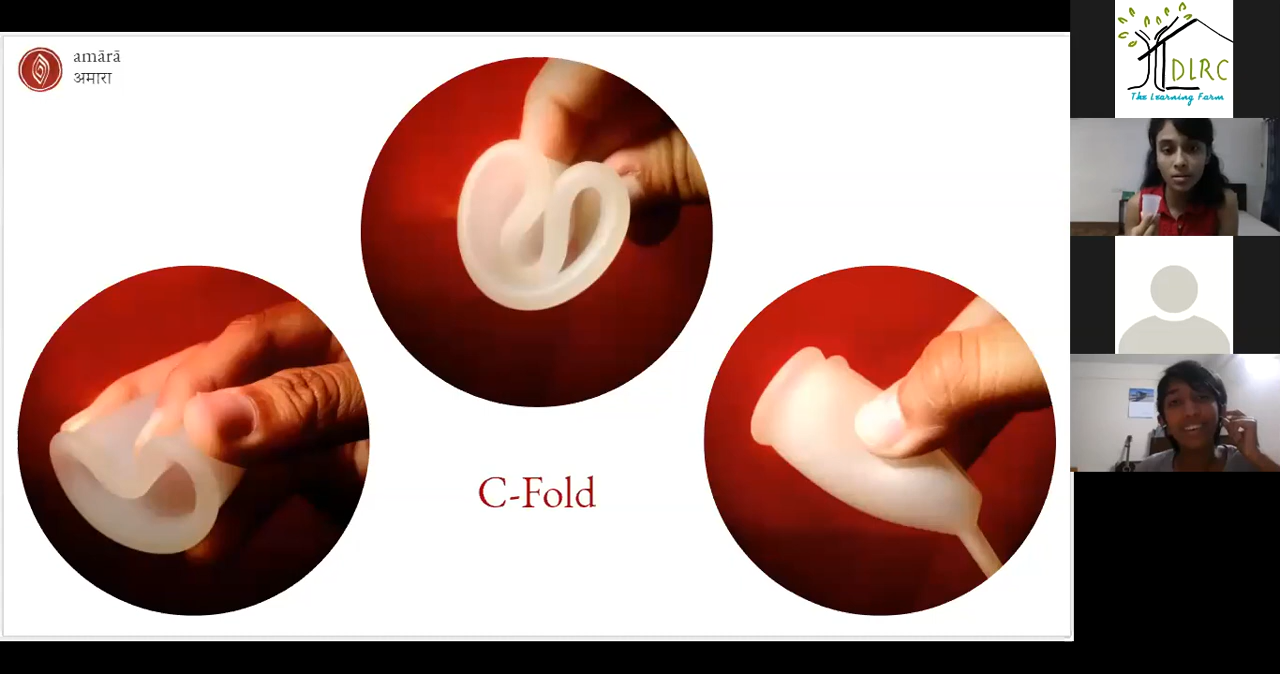 amārā
अमारा
C-Fold
DLRC
The Learning Farm